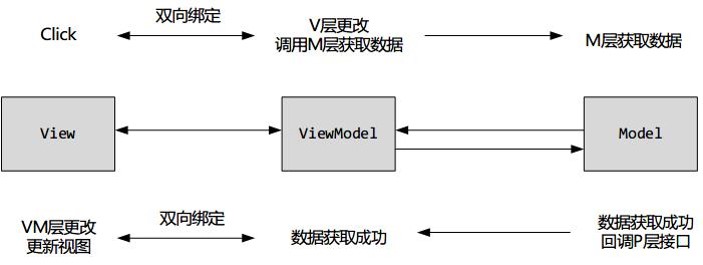 Click
双向绑定
V层更改
调用M层获取数据
M层获取数据
View
ViewModel
Model
VM层更改
更新视图
双向绑定
数据获取成功
数据获取成功
回调P层接口